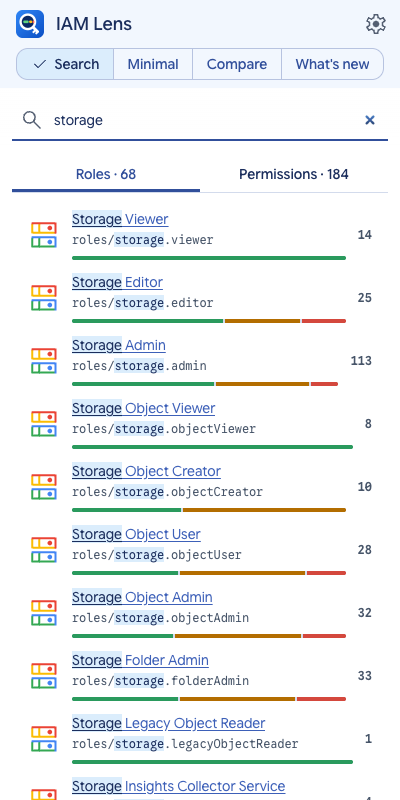 IAM Lens
Search
Minimal
Compare
What's new
storage
Roles · 68
Permissions · 184
Storage Viewer
14
roles/storage.viewer
Storage Editor
25
roles/storage.editor
Storage Admin
113
roles/storage.admin
Storage Object Viewer
8
roles/storage.objectViewer
Storage Object Creator
10
roles/storage.objectCreator
Storage Object User
28
roles/storage.objectUser
Storage Object Admin
32
roles/storage.objectAdmin
Storage Folder Admin
33
roles/storage.folderAdmin
Storage Legacy Object Reader
1
roles/storage.legacyObjectReader
Storage Insights Collector Service